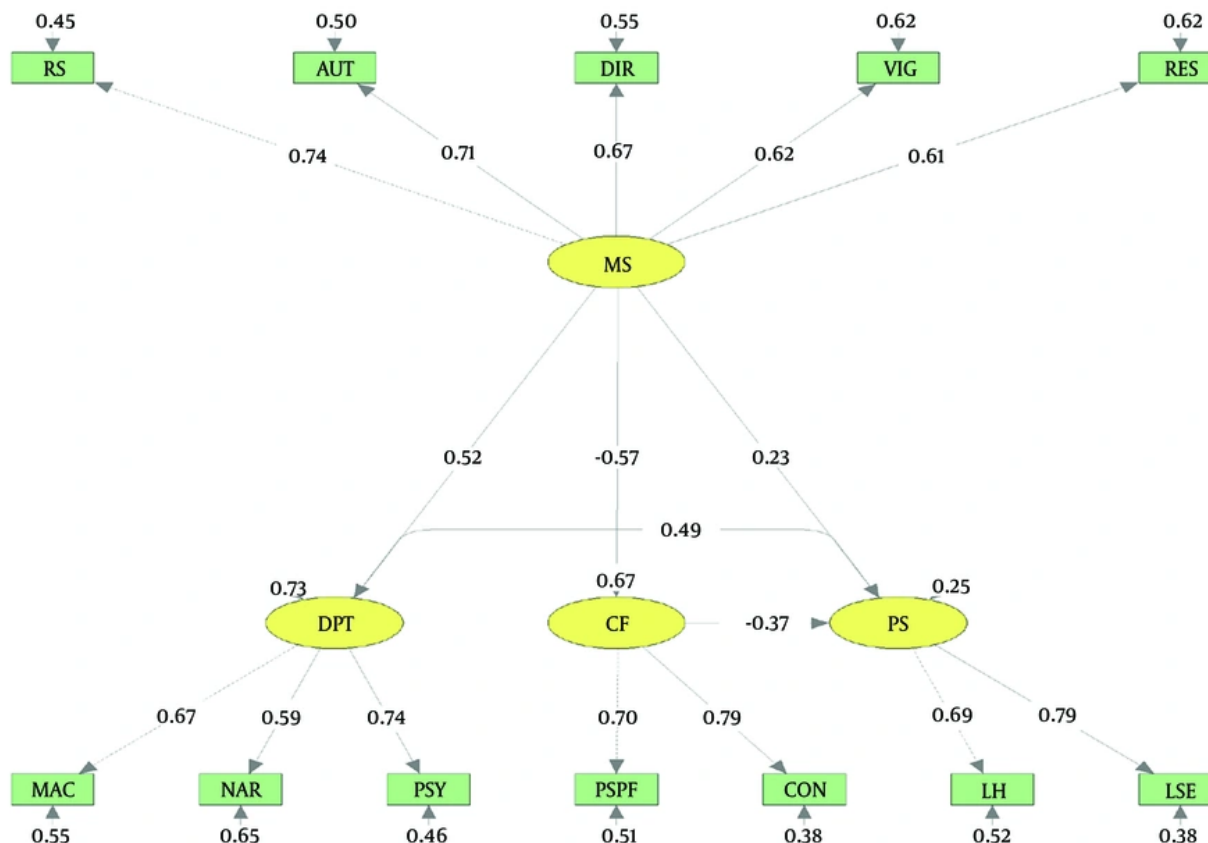 0.45 0.50 0.55 0.62 0.62
RS AUT DIR VIG RES
0.74 0.71 0.67 0.62 0.61
MS
0.52 -0.57 0.23
0.49
0.73 0.67 0.25
DPT CF -0.37 PS
0.67 0.59 0.74 0.70 0.79 0.69 0.79
MAC NAR PSY PSPF CON LH LSE
0.55 0.65 0.46 0.51 0.38 0.52 0.38